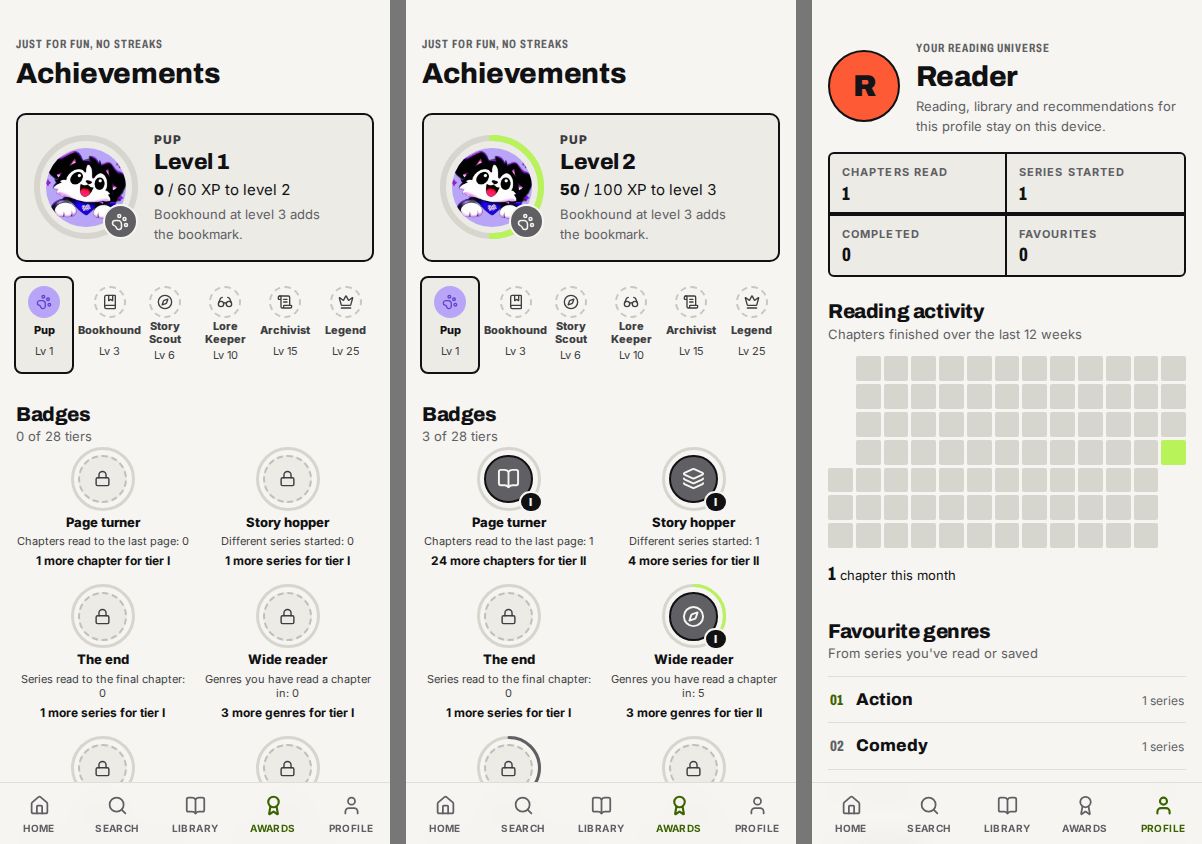 JUST FOR FUN, NO STREAKS
Achievements
PUP
Level 1
0 / 60 XP to level 2
Bookhound at level 3 adds
the bookmark.
Pup
Lv 1
Bookhound
Lv 3
Story
Scout
Lv 6
Lore
Keeper
Lv 10
Archivist
Lv 15
Legend
Lv 25
Badges
0 of 28 tiers
Page turner
Chapters read to the last page: 0
1 more chapter for tier I
Story hopper
Different series started: 0
1 more series for tier I
The end
Series read to the final chapter:
0
1 more series for tier I
Wide reader
Genres you have read a chapter
in: 0
3 more genres for tier I
HOME
SEARCH
LIBRARY
AWARDS
PROFILE
JUST FOR FUN, NO STREAKS
Achievements
PUP
Level 2
50 / 100 XP to level 3
Bookhound at level 3 adds
the bookmark.
Pup
Lv 1
Bookhound
Lv 3
Story
Scout
Lv 6
Lore
Keeper
Lv 10
Archivist
Lv 15
Legend
Lv 25
Badges
3 of 28 tiers
I
Page turner
Chapters read to the last page: 1
24 more chapters for tier II
I
Story hopper
Different series started: 1
4 more series for tier II
The end
Series read to the final chapter:
0
1 more series for tier I
I
Wide reader
Genres you have read a chapter
in: 5
3 more genres for tier II
HOME
SEARCH
LIBRARY
AWARDS
PROFILE
R
YOUR READING UNIVERSE
Reader
Reading, library and recommendations for
this profile stay on this device.
CHAPTERS READ
1
SERIES STARTED
1
COMPLETED
0
FAVOURITES
0
Reading activity
Chapters finished over the last 12 weeks
1 chapter this month
Favourite genres
From series you've read or saved
01 Action 1 series
02 Comedy 1 series
HOME
SEARCH
LIBRARY
AWARDS
PROFILE